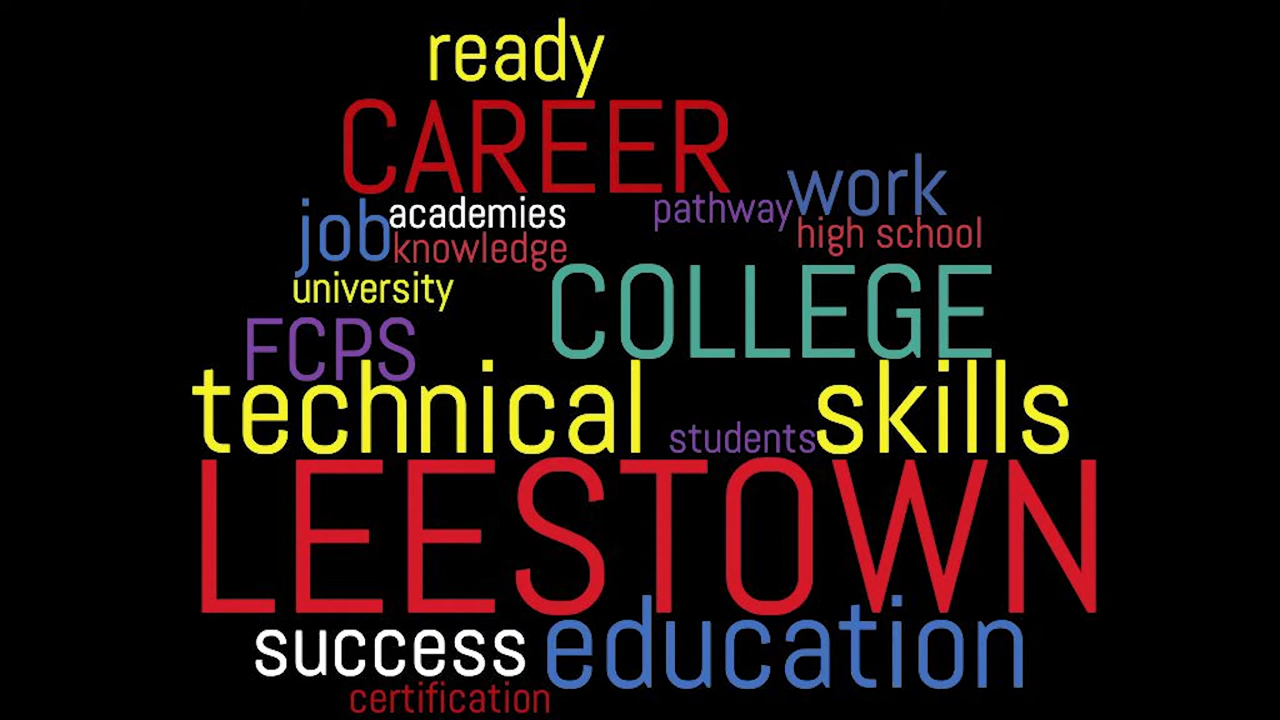 ready
CAREER
work
pathway
job
academies
high school
knowledge
university
COLLEGE
FCPS
technical
skills
students
LEESTOWN
success
education
certification